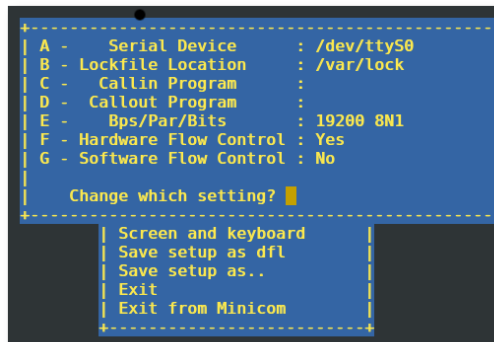 A - Serial Device : /dev/ttyS0
B - Lockfile Location : /var/lock
C - Callin Program :
D - Callout Program :
E - Bps/Par/Bits : 19200 8N1
F - Hardware Flow Control : Yes
G - Software Flow Control : No
Change which setting?
Screen and keyboard
Save setup as dfl
Save setup as..
Exit
Exit from Minicom